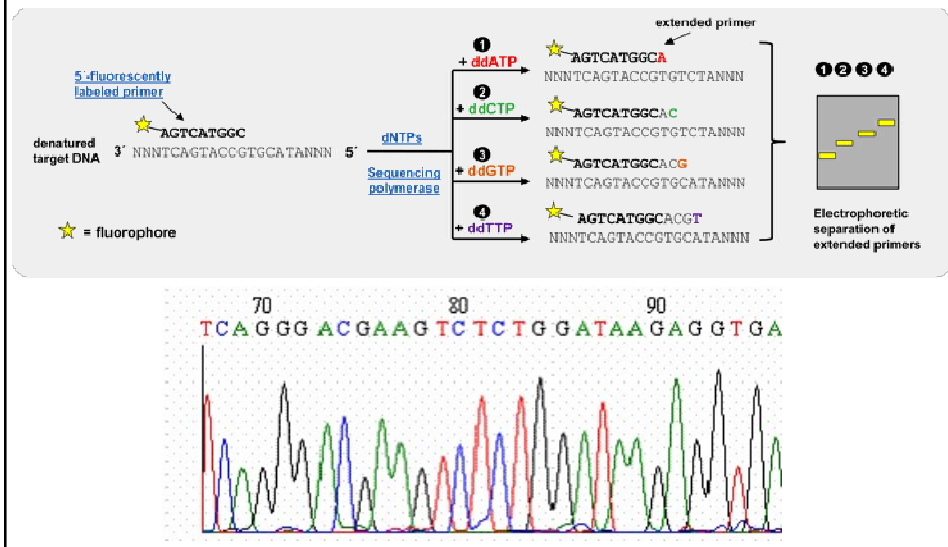 extended primer
5´-fluorescently
labeled primer
AGTCATGGC
denatured
target DNA
3´ NNNTCAGTACCGTGCATANNN 5´
= fluorophore
dNTPs
Sequencing
polymerase
1
+ ddATP
AGTCATGGCA
NNNTCAGTACCGTGTCTANNN
2
+ ddCTP
AGTCATGGCAC
NNNTCAGTACCGTGTCTANNN
3
+ ddGTP
AGTCATGGCACG
NNNTCAGTACCGTGCATANNN
4
+ ddTTP
AGTCATGGCACGT
NNNTCAGTACCGTGCATANNN
1 2 3 4
Electrophoretic
separation of
extended primers
70 80 90
TCAGGGACGAAGTCTCTGGATAAGAGGTGA